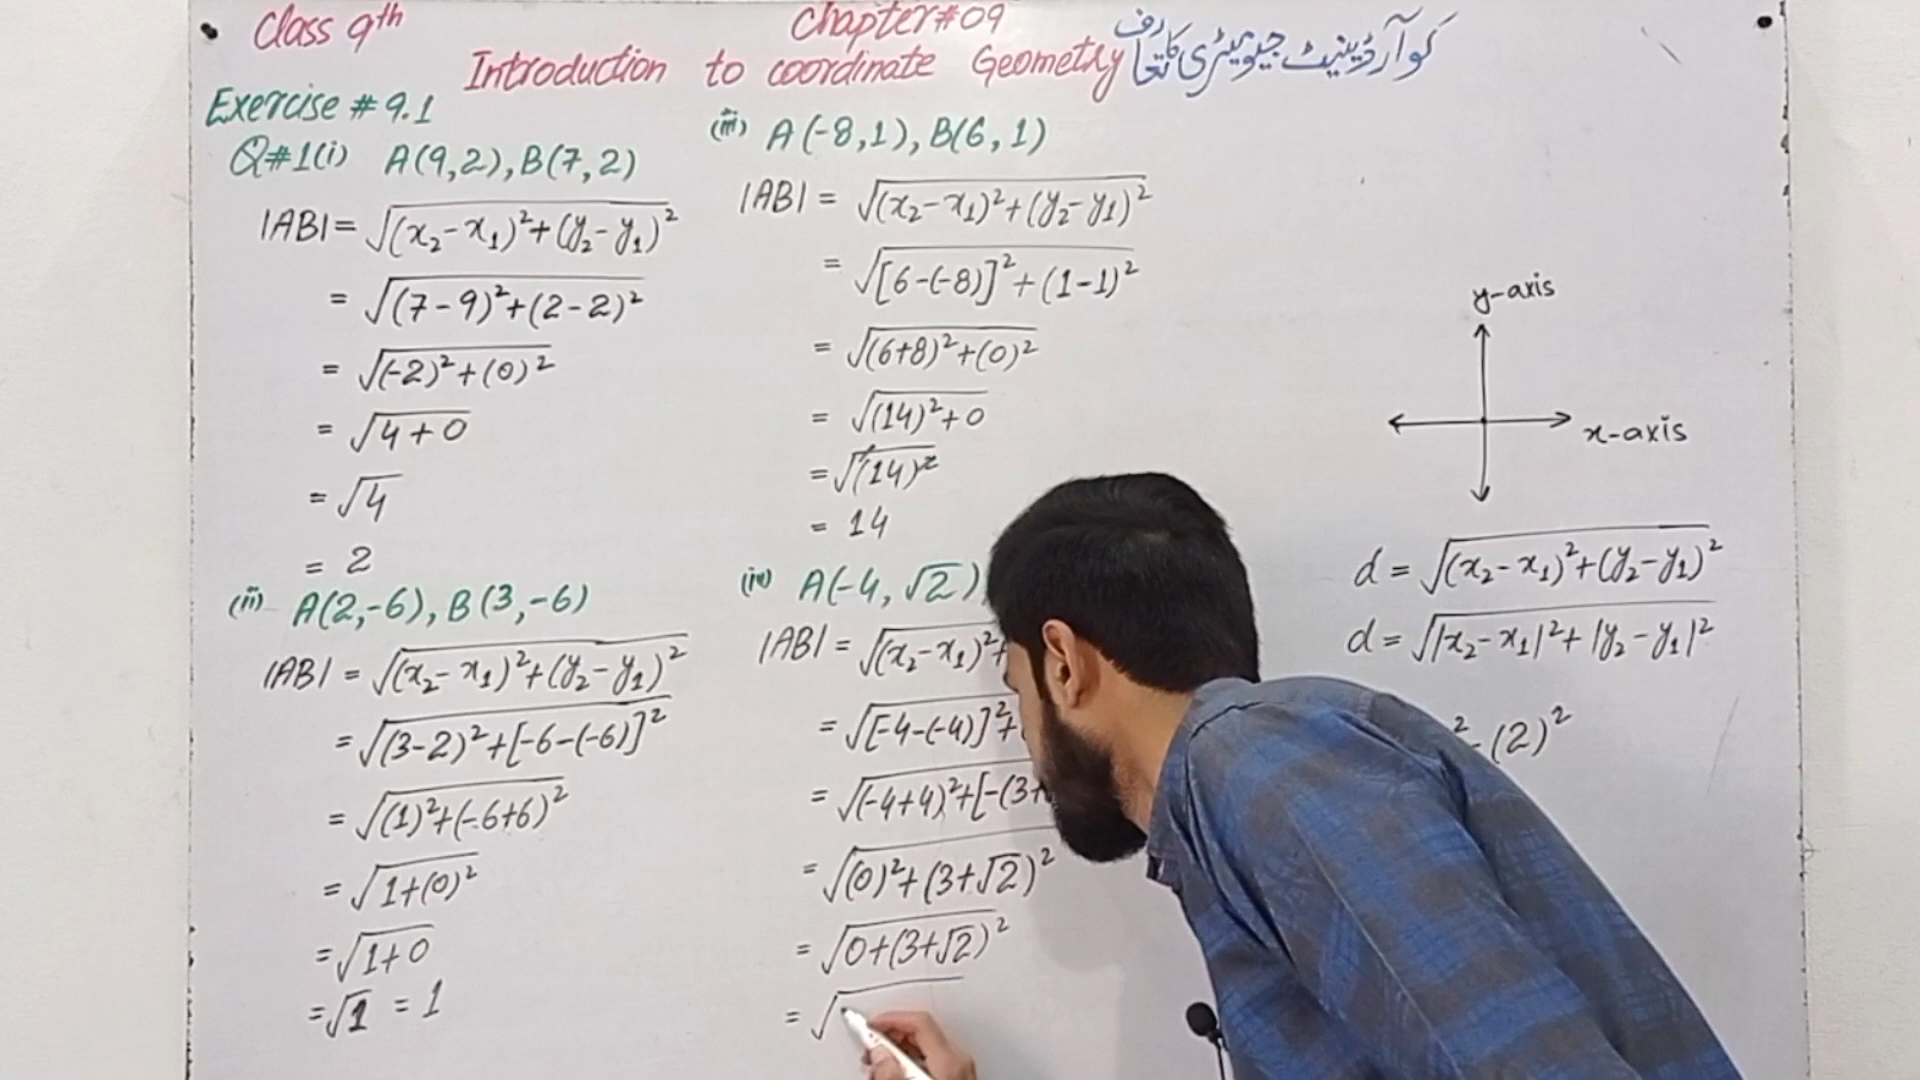 Class 9th
Chapter#09
Introduction to coordinate Geometry کوآرڈینیٹ جیومیٹری کا تعارف
Exercise # 9.1
Q#1(i) A(9,2), B(7,2)
|AB| = √((x₂-x₁)²+(y₂-y₁)²)
= √((7-9)²+(2-2)²)
= √((-2)²+(0)²)
= √(4+0)
= √4
= 2
(ii) A(2,-6), B(3,-6)
|AB| = √((x₂-x₁)²+(y₂-y₁)²)
= √((3-2)²+[-6-(-6)]²)
= √((1)²+(-6+6)²)
= √(1+(0)²)
= √(1+0)
= √1 = 1
(iii) A(-8,1), B(6,1)
|AB| = √((x₂-x₁)²+(y₂-y₁)²)
= √([6-(-8)]²+(1-1)²)
= √((6+8)²+(0)²)
= √((14)²+0)
= √(14)²
= 14
(iv) A(-4,√2)
|AB| = √((x₂-x₁)²+
= √([-4-(-4)]²+
= √((-4+4)²+[-(3+
= √((0)²+(3+√2)²)
= √(0+(3+√2)²)
= √
y-axis
x-axis
d = √((x₂-x₁)²+(y₂-y₁)²)
d = √(|x₂-x₁|²+|y₂-y₁|²)
² - (2)²